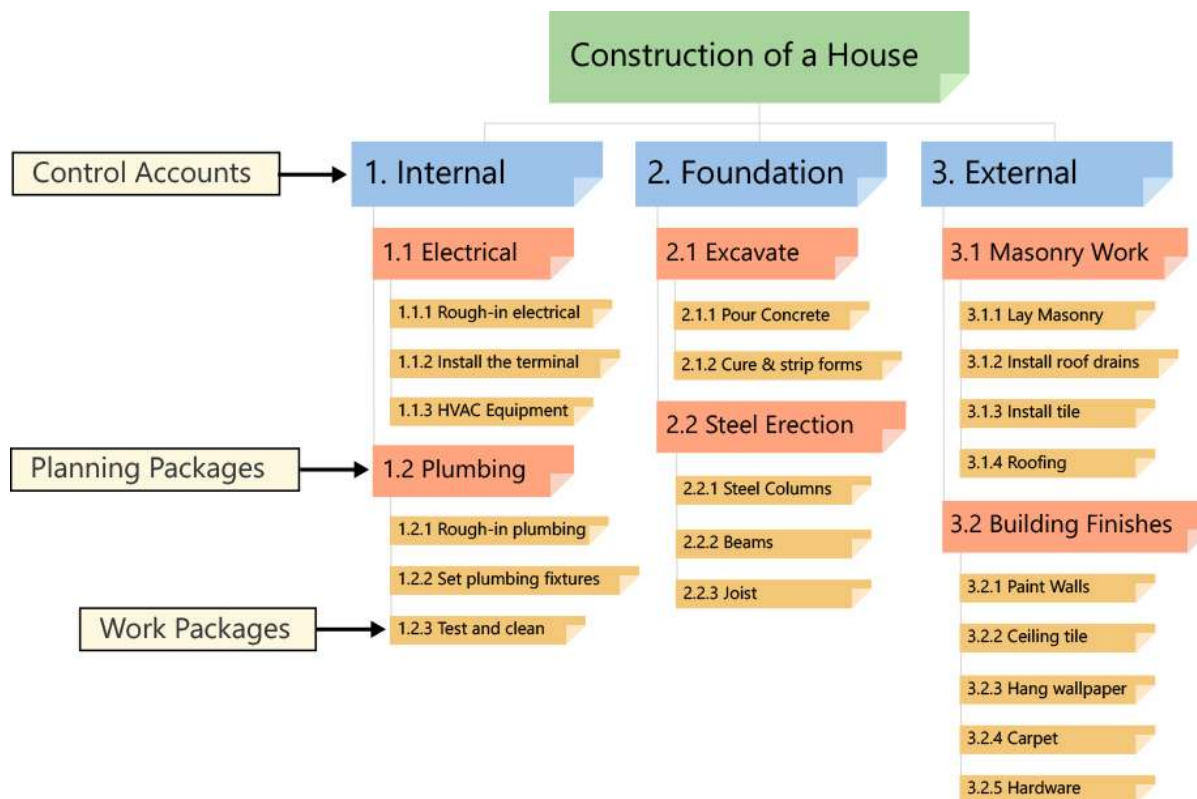 Construction of a House
Control Accounts
1. Internal
1.1 Electrical
1.1.1 Rough-in electrical
1.1.2 Install the terminal
1.1.3 HVAC Equipment
Planning Packages
1.2 Plumbing
1.2.1 Rough-in plumbing
1.2.2 Set plumbing fixtures
Work Packages
1.2.3 Test and clean
2. Foundation
2.1 Excavate
2.1.1 Pour Concrete
2.1.2 Cure & strip forms
2.2 Steel Erection
2.2.1 Steel Columns
2.2.2 Beams
2.2.3 Joist
3. External
3.1 Masonry Work
3.1.1 Lay Masonry
3.1.2 Install roof drains
3.1.3 Install tile
3.1.4 Roofing
3.2 Building Finishes
3.2.1 Paint Walls
3.2.2 Ceiling tile
3.2.3 Hang wallpaper
3.2.4 Carpet
3.2.5 Hardware